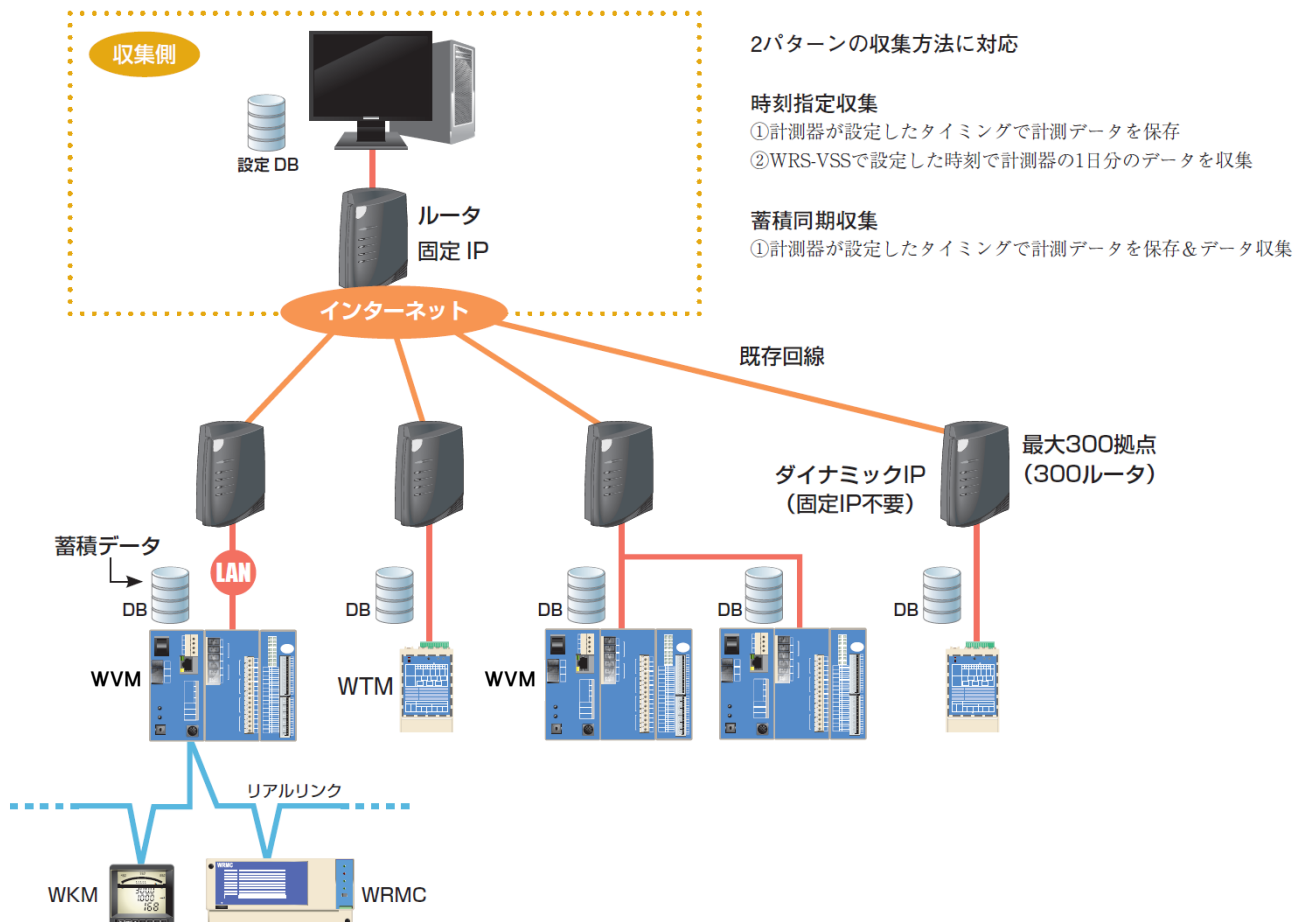 収集側
設定 DB
ルータ
固定 IP
インターネット
2パターンの収集方法に対応
時刻指定収集
①計測器が設定したタイミングで計測データを保存
②WRS-VSSで設定した時刻で計測器の1日分のデータを収集
蓄積同期収集
①計測器が設定したタイミングで計測データを保存&データ収集
既存回線
最大300拠点
(300ルータ)
ダイナミックIP
(固定IP不要)
蓄積データ
LAN
DB
DB
DB
DB
DB
WVM
WTM
WVM
リアルリンク
WKM
WRMC
WRMC